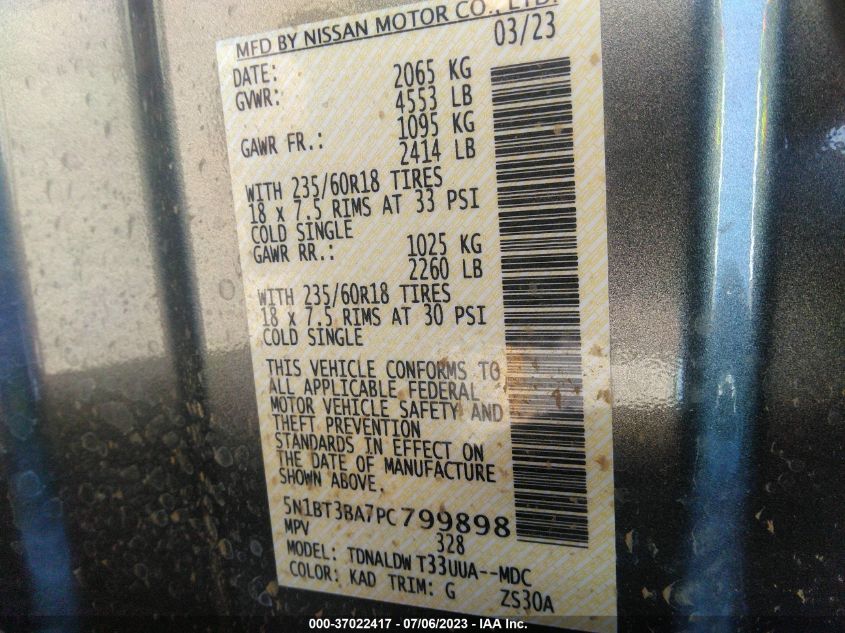 MFD BY NISSAN MOTOR CO., LTD.
DATE: 03/23
GVWR: 2065 KG
4553 LB
GAWR FR.: 1095 KG
2414 LB
WITH 235/60R18 TIRES
18 x 7.5 RIMS AT 33 PSI
COLD SINGLE
GAWR RR.: 1025 KG
2260 LB
WITH 235/60R18 TIRES
18 x 7.5 RIMS AT 30 PSI
COLD SINGLE
THIS VEHICLE CONFORMS TO
ALL APPLICABLE FEDERAL
MOTOR VEHICLE SAFETY AND
THEFT PREVENTION
STANDARDS IN EFFECT ON
THE DATE OF MANUFACTURE
SHOWN ABOVE.
5N1BT3BA7PC799898
MPV 328
MODEL: TDNALDW T33UUA--MDC
COLOR: KAD TRIM: G ZS30A
000-37022417 - 07/06/2023 - IAA Inc.